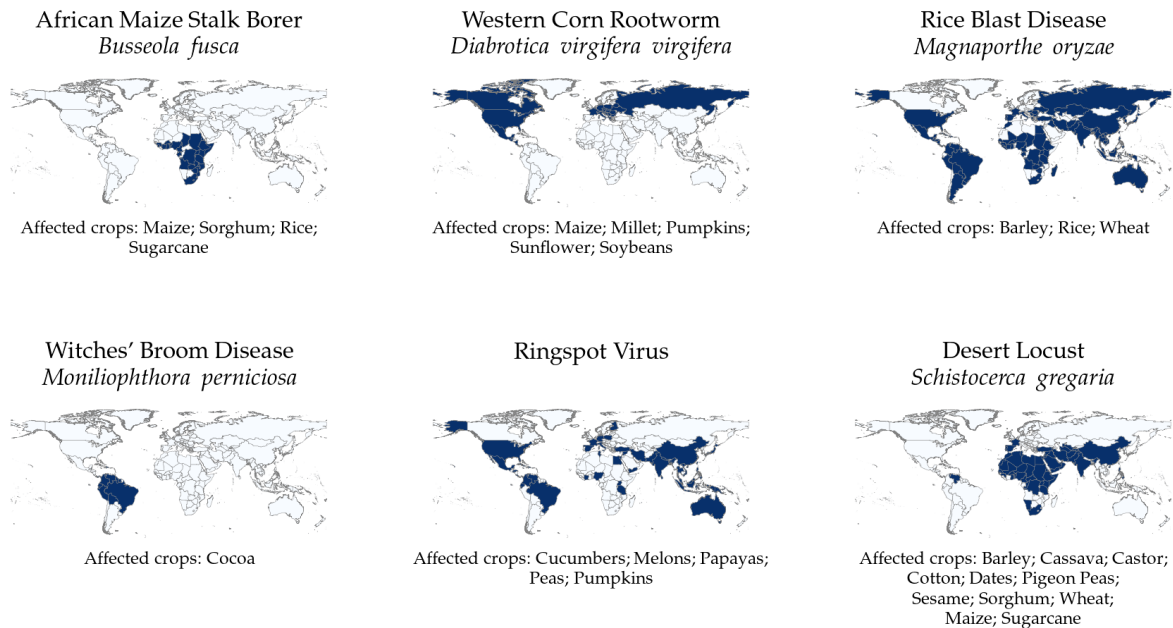 African Maize Stalk Borer
Busseola fusca
Affected crops: Maize; Sorghum; Rice;
Sugarcane
Western Corn Rootworm
Diabrotica virgifera virgifera
Affected crops: Maize; Millet; Pumpkins;
Sunflower; Soybeans
Rice Blast Disease
Magnaporthe oryzae
Affected crops: Barley; Rice; Wheat
Witches’ Broom Disease
Moniliophthora perniciosa
Affected crops: Cocoa
Ringspot Virus
Affected crops: Cucumbers; Melons; Papayas;
Peas; Pumpkins
Desert Locust
Schistocerca gregaria
Affected crops: Barley; Cassava; Castor;
Cotton; Dates; Pigeon Peas;
Sesame; Sorghum; Wheat;
Maize; Sugarcane